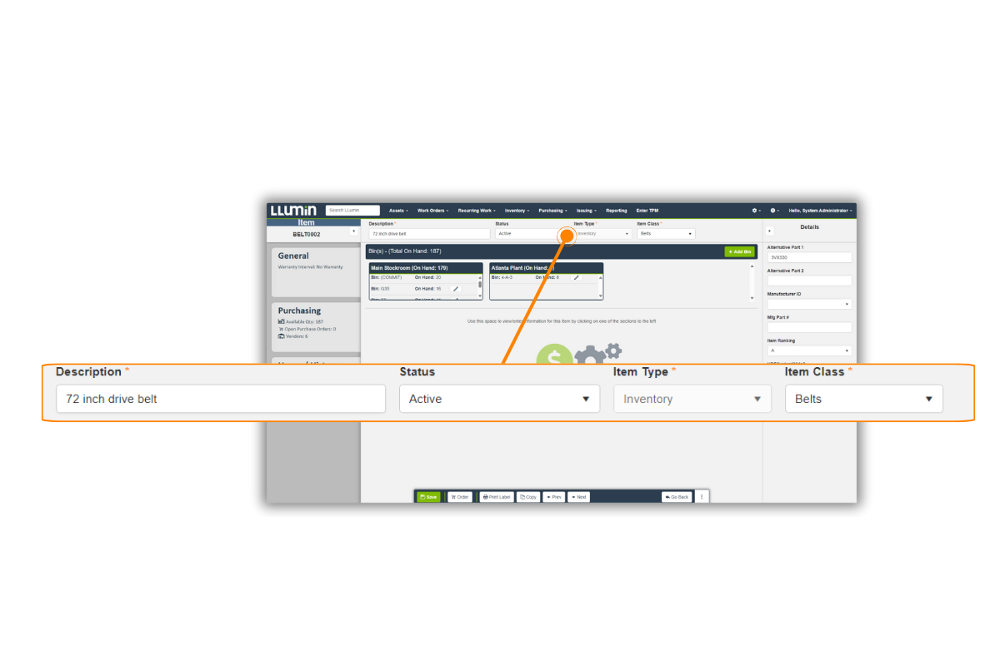 LLUMIN
Search LLumin
Assets
Work Orders
Recurring Work
Inventory
Purchasing
Issuing
Reporting
Enter TPM
Hello, System Administrator
Item
BELT0002
Description *
72 inch drive belt
Status
Active
Item Type *
Inventory
Item Class *
Belts
Details
General
Warranty Interval: No Warranty
Purchasing
Available Qty: 187
Open Purchase Orders: 0
Vendors: 6
Bin(s) - (Total On Hand: 187)
+ Add Bin
Main Stockroom (On Hand: 179)
Bin: (COMMIT) On Hand: 20
Bin: G35 On Hand: 16
Atlanta Plant (On Hand:
Bin: 4-A-3 On Hand: 6
Use this space to view/enter information for this item by clicking on one of the sections to the left
Alternative Part 1
3VX530
Alternative Part 2
Manufacturer ID
Mfg Part #
Item Ranking
A
Description *
72 inch drive belt
Status
Active
Item Type *
Inventory
Item Class *
Belts
Save
Order
Print Label
Copy
Prev
Next
Go Back